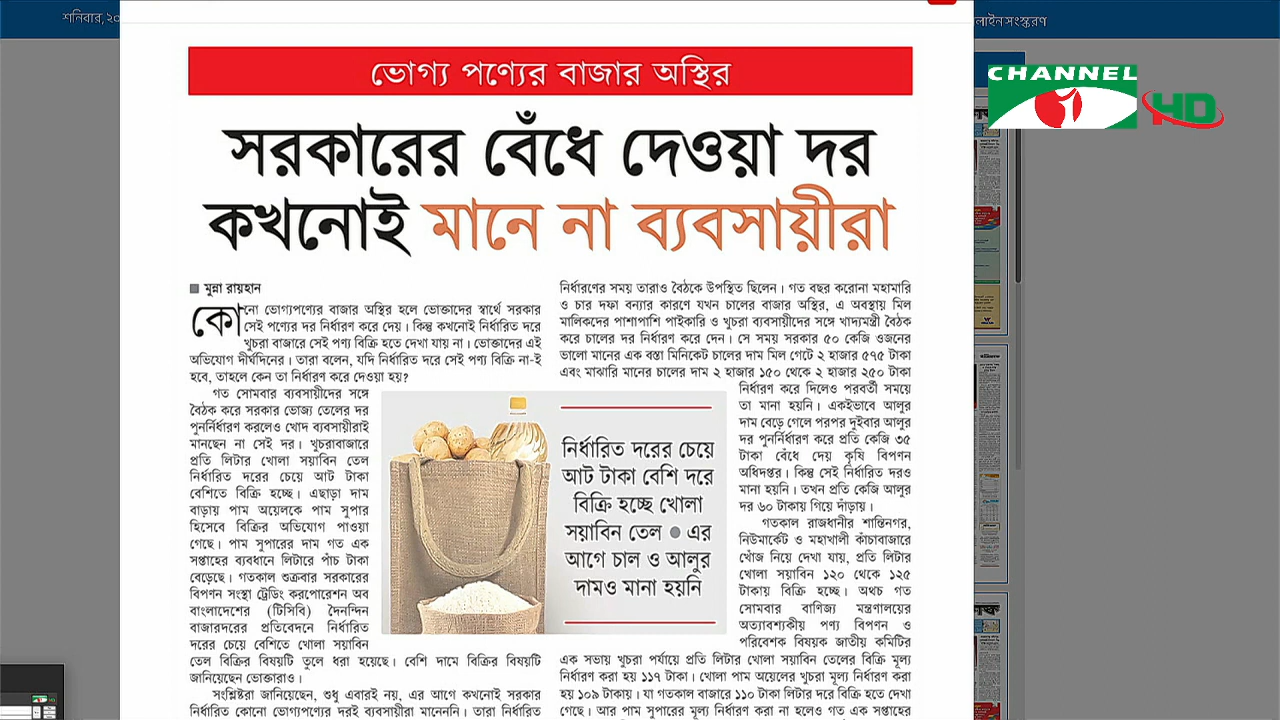 শনিবার, ২০
লাইন সংস্করণ
CHANNEL
HD
ভোগ্য পণ্যের বাজার অস্থির
সরকারের বেঁধে দেওয়া দর
কখনোই মানে না ব্যবসায়ীরা
মুন্না রায়হান
কোনো ভোগ্যপণ্যের বাজার অস্থির হলে ভোক্তাদের স্বার্থে সরকার
সেই পণ্যের দর নির্ধারণ করে দেয়। কিন্তু কখনোই নির্ধারিত দরে
খুচরা বাজারে সেই পণ্য বিক্রি হতে দেখা যায় না। ভোক্তাদের এই
অভিযোগ দীর্ঘদিনের। তারা বলেন, যদি নির্ধারিত দরে সেই পণ্য বিক্রি না-ই
হবে, তাহলে কেন তা নির্ধারণ করে দেওয়া হয়?
গত সোমবার ব্যবসায়ীদের সঙ্গে
বৈঠক করে সরকার ভোজ্য তেলের দর
পুনর্নির্ধারণ করলেও খোদ ব্যবসায়ীরাই
মানছেন না সেই দর। খুচরাবাজারে
প্রতি লিটার খোলা সয়াবিন তেল
নির্ধারিত দরের চেয়ে আট টাকা
বেশিতে বিক্রি হচ্ছে। এছাড়া দাম
বাড়ায় পাম অয়েলকে পাম সুপার
হিসেবে বিক্রির অভিযোগ পাওয়া
গেছে। পাম সুপারের দাম গত এক
সপ্তাহের ব্যবধানে লিটারে পাঁচ টাকা
বেড়েছে। গতকাল শুক্রবার সরকারের
বিপণন সংস্থা ট্রেডিং করপোরেশন অব
বাংলাদেশের (টিসিবি) দৈনন্দিন
বাজারদরের প্রতিবেদনে নির্ধারিত
দরের চেয়ে বেশিতে খোলা সয়াবিন
তেল বিক্রির বিষয়টি তুলে ধরা হয়েছে। বেশি দামে বিক্রির বিষয়টি
জানিয়েছেন ভোক্তারাও।
সংশ্লিষ্টরা জানিয়েছেন, শুধু এবারই নয়, এর আগে কখনোই সরকার
নির্ধারিত কোনো ভোগ্যপণ্যের দরই ব্যবসায়ীরা মানেননি। তারা নির্ধারিত
নির্ধারিত দরের চেয়ে
আট টাকা বেশি দরে
বিক্রি হচ্ছে খোলা
সয়াবিন তেল ● এর
আগে চাল ও আলুর
দামও মানা হয়নি
নির্ধারণের সময় তারাও বৈঠকে উপস্থিত ছিলেন। গত বছর করোনা মহামারি
ও চার দফা বন্যার কারণে যখন চালের বাজার অস্থির, এ অবস্থায় মিল
মালিকদের পাশাপাশি পাইকারি ও খুচরা ব্যবসায়ীদের সঙ্গে খাদ্যমন্ত্রী বৈঠক
করে চালের দর নির্ধারণ করে দেন। সে সময় সরকার ৫০ কেজি ওজনের
ভালো মানের এক বস্তা মিনিকেট চালের দাম মিল গেটে ২ হাজার ৫৭৫ টাকা
এবং মাঝারি মানের চালের দাম ২ হাজার ১৫০ থেকে ২ হাজার ২৫০ টাকা
নির্ধারণ করে দিলেও পরবর্তী সময়ে
তা মানা হয়নি। একইভাবে আলুর
দাম বেড়ে গেলে পরপর দুইবার আলুর
দর পুনর্নির্ধারণ করে প্রতি কেজি ৩৫
টাকা বেঁধে দেয় কৃষি বিপণন
অধিদপ্তর। কিন্তু সেই নির্ধারিত দরও
মানা হয়নি। তখন প্রতি কেজি আলুর
দর ৬০ টাকায় গিয়ে দাঁড়ায়।
গতকাল রাজধানীর শান্তিনগর,
নিউমার্কেট ও মহাখালী কাঁচাবাজারে
খোঁজ নিয়ে দেখা যায়, প্রতি লিটার
খোলা সয়াবিন ১২০ থেকে ১২৫
টাকায় বিক্রি হচ্ছে। অথচ গত
সোমবার বাণিজ্য মন্ত্রণালয়ের
অত্যাবশ্যকীয় পণ্য বিপণন ও
পরিবেশক বিষয়ক জাতীয় কমিটির
এক সভায় খুচরা পর্যায়ে প্রতি লিটার খোলা সয়াবিন তেলের বিক্রি মূল্য
নির্ধারণ করা হয় ১১৭ টাকা। খোলা পাম অয়েলের খুচরা মূল্য নির্ধারণ করা
হয় ১০৯ টাকায়। যা গতকাল বাজারে ১১০ টাকা লিটার দরে বিক্রি হতে দেখা
গেছে। আর পাম সুপারের মূল্য নির্ধারণ করা না হলেও গত এক সপ্তাহের